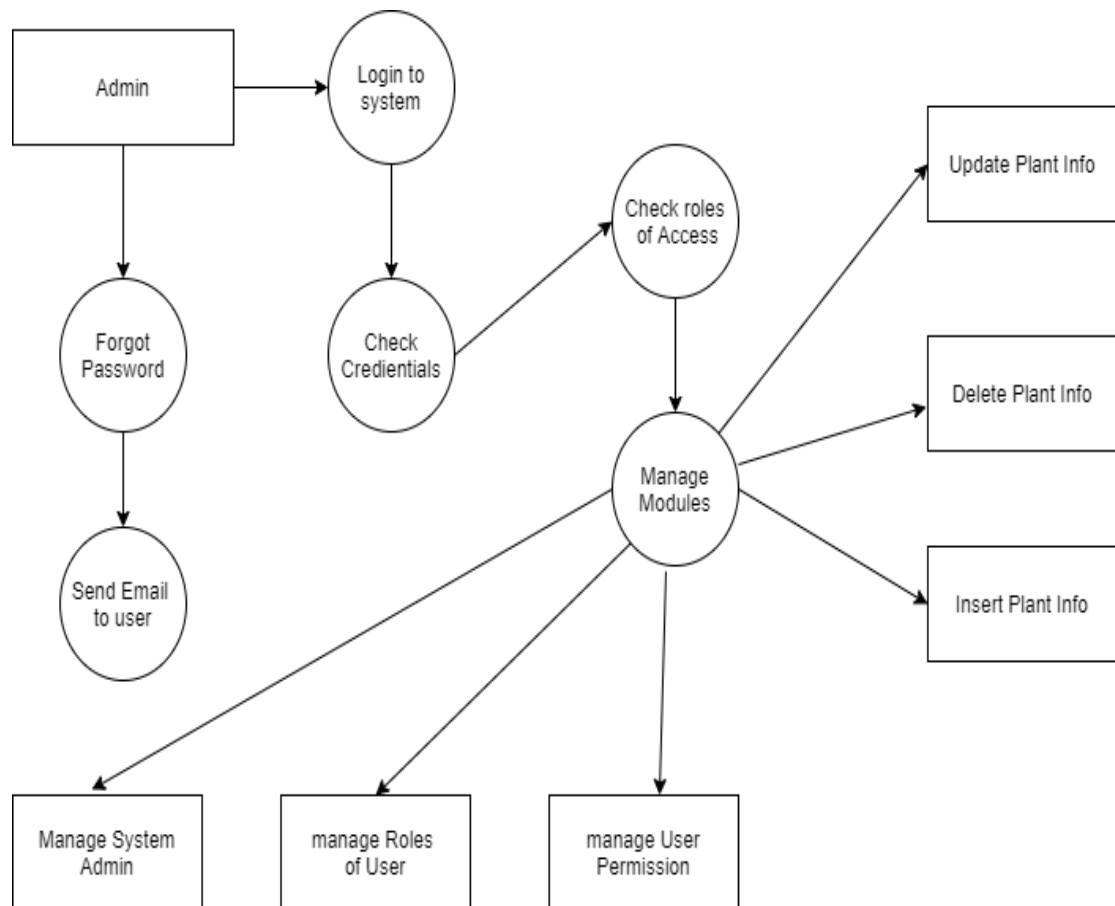 Admin
Login to
system
Update Plant Info
Check roles
of Access
Forgot
Password
Check
Credientials
Delete Plant Info
Manage
Modules
Send Email
to user
Insert Plant Info
Manage System
Admin
manage Roles
of User
manage User
Permission